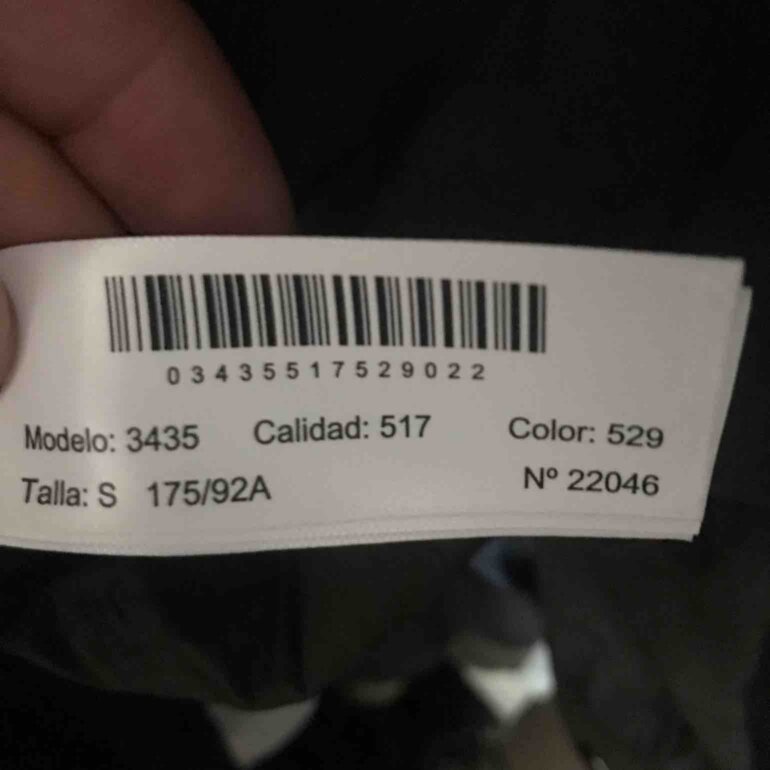 03435517529022
Modelo: 3435 Calidad: 517 Color: 529
Talla: S 175/92A Nº 22046